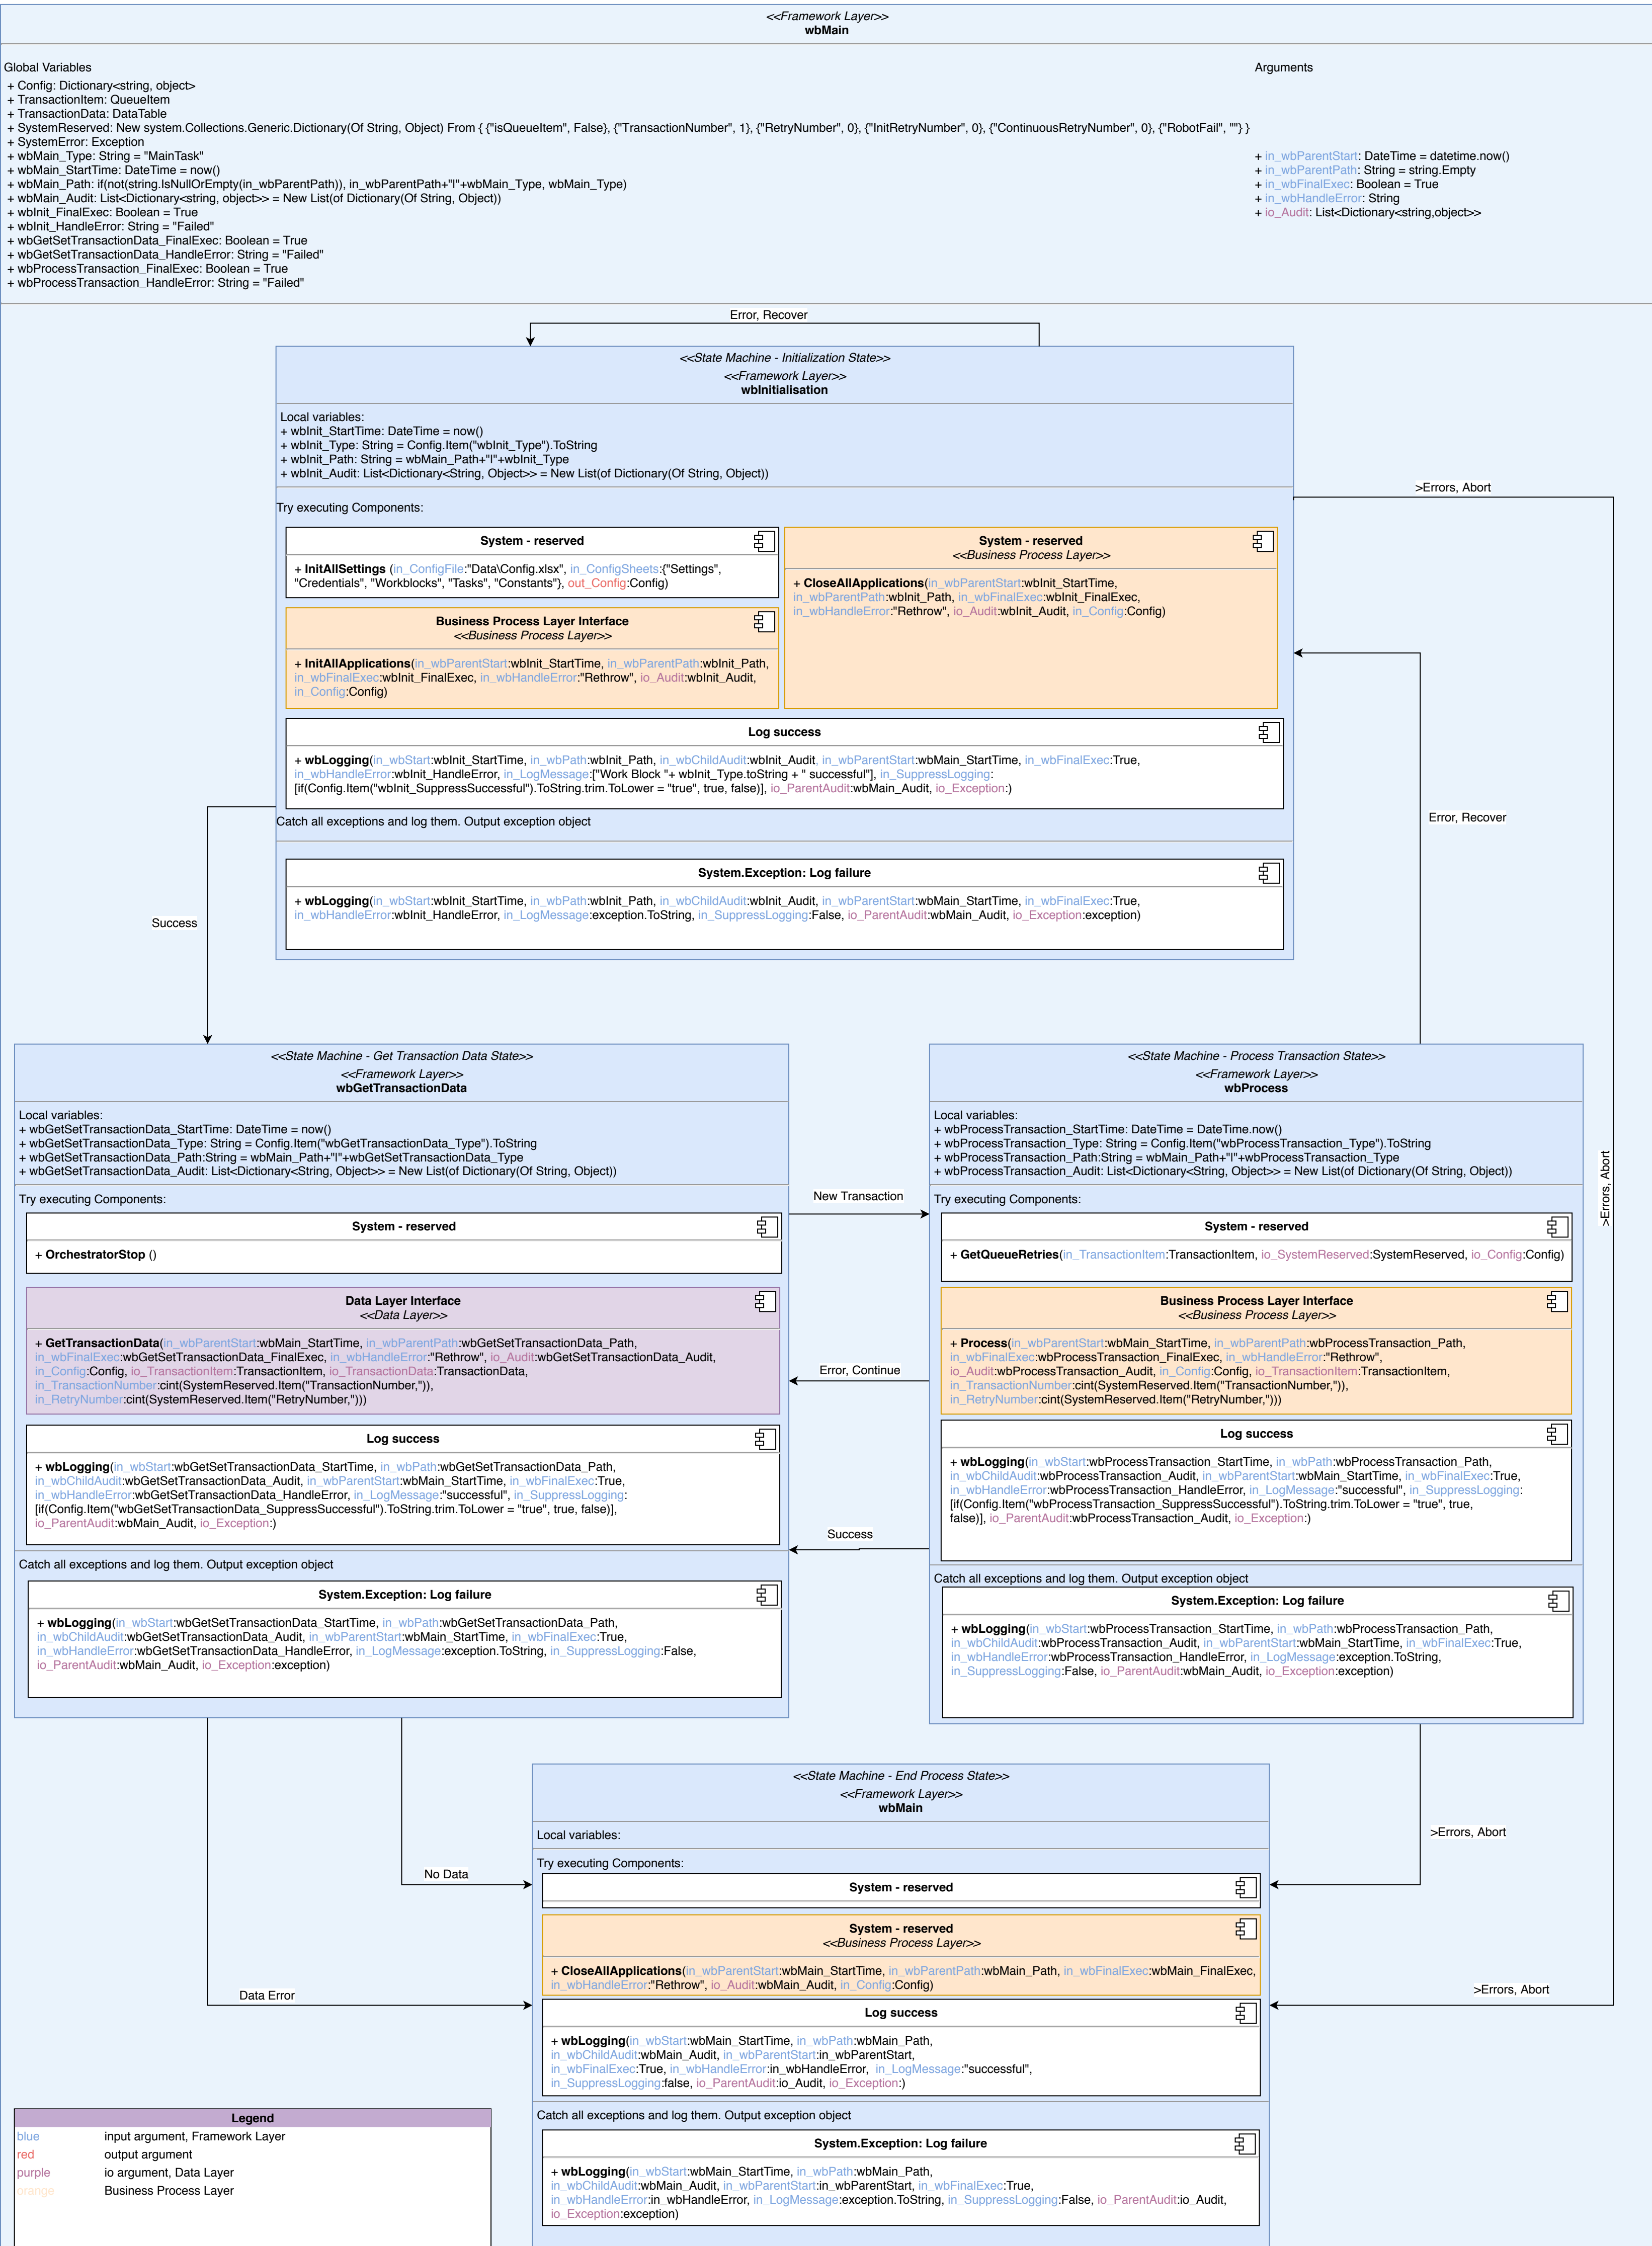 <<Framework Layer>>
wbMain
Global Variables
+ Config: Dictionary<string, object>
+ TransactionItem: QueueItem
+ TransactionData: DataTable
+ SystemReserved: New system.Collections.Generic.Dictionary(Of String, Object) From { {"isQueueItem", False}, {"TransactionNumber", 1}, {"RetryNumber", 0}, {"InitRetryNumber", 0}, {"ContinuousRetryNumber", 0}, {"RobotFail", ""} }
+ SystemError: Exception
+ wbMain_Type: String = "MainTask"
+ wbMain_StartTime: DateTime = now()
+ wbMain_Path: if(not(string.IsNullOrEmpty(in_wbParentPath)), in_wbParentPath+"|"+wbMain_Type, wbMain_Type)
+ wbMain_Audit: List<Dictionary<string, object>> = New List(of Dictionary(Of String, Object))
+ wbInit_FinalExec: Boolean = True
+ wbInit_HandleError: String = "Failed"
+ wbGetSetTransactionData_FinalExec: Boolean = True
+ wbGetSetTransactionData_HandleError: String = "Failed"
+ wbProcessTransaction_FinalExec: Boolean = True
+ wbProcessTransaction_HandleError: String = "Failed"
Arguments
+ in_wbParentStart: DateTime = datetime.now()
+ in_wbParentPath: String = string.Empty
+ in_wbFinalExec: Boolean = True
+ in_wbHandleError: String
+ io_Audit: List<Dictionary<string,object>>
Error, Recover
<<State Machine - Initialization State>>
<<Framework Layer>>
wbInitialisation
Local variables:
+ wbInit_StartTime: DateTime = now()
+ wbInit_Type: String = Config.Item("wbInit_Type").ToString
+ wbInit_Path: String = wbMain_Path+"|"+wbInit_Type
+ wbInit_Audit: List<Dictionary<String, Object>> = New List(of Dictionary(Of String, Object))
>Errors, Abort
Try executing Components:
System - reserved
+ InitAllSettings (in_ConfigFile:"Data\Config.xlsx", in_ConfigSheets:{"Settings",
"Credentials", "Workblocks", "Tasks", "Constants"}, out_Config:Config)
System - reserved
<<Business Process Layer>>
+ CloseAllApplications(in_wbParentStart:wbInit_StartTime,
in_wbParentPath:wbInit_Path, in_wbFinalExec:wbInit_FinalExec,
in_wbHandleError:"Rethrow", io_Audit:wbInit_Audit, in_Config:Config)
Business Process Layer Interface
<<Business Process Layer>>
+ InitAllApplications(in_wbParentStart:wbInit_StartTime, in_wbParentPath:wbInit_Path,
in_wbFinalExec:wbInit_FinalExec, in_wbHandleError:"Rethrow", io_Audit:wbInit_Audit,
in_Config:Config)
Log success
+ wbLogging(in_wbStart:wbInit_StartTime, in_wbPath:wbInit_Path, in_wbChildAudit:wbInit_Audit, in_wbParentStart:wbMain_StartTime, in_wbFinalExec:True,
in_wbHandleError:wbInit_HandleError, in_LogMessage:["Work Block "+ wbInit_Type.toString + " successful"], in_SuppressLogging:
[if(Config.Item("wbInit_SuppressSuccessful").ToString.trim.ToLower = "true", true, false)], io_ParentAudit:wbMain_Audit, io_Exception:)
Catch all exceptions and log them. Output exception object
System.Exception: Log failure
+ wbLogging(in_wbStart:wbInit_StartTime, in_wbPath:wbInit_Path, in_wbChildAudit:wbInit_Audit, in_wbParentStart:wbMain_StartTime, in_wbFinalExec:True,
in_wbHandleError:wbInit_HandleError, in_LogMessage:exception.ToString, in_SuppressLogging:False, io_ParentAudit:wbMain_Audit, io_Exception:exception)
Success
Error, Recover
>Errors, Abort
<<State Machine - Get Transaction Data State>>
<<Framework Layer>>
wbGetTransactionData
Local variables:
+ wbGetSetTransactionData_StartTime: DateTime = now()
+ wbGetSetTransactionData_Type: String = Config.Item("wbGetTransactionData_Type").ToString
+ wbGetSetTransactionData_Path:String = wbMain_Path+"|"+wbGetSetTransactionData_Type
+ wbGetSetTransactionData_Audit: List<Dictionary<String, Object>> = New List(of Dictionary(Of String, Object))
Try executing Components:
System - reserved
+ OrchestratorStop ()
Data Layer Interface
<<Data Layer>>
+ GetTransactionData(in_wbParentStart:wbMain_StartTime, in_wbParentPath:wbGetSetTransactionData_Path,
in_wbFinalExec:wbGetSetTransactionData_FinalExec, in_wbHandleError:"Rethrow", io_Audit:wbGetSetTransactionData_Audit,
in_Config:Config, io_TransactionItem:TransactionItem, io_TransactionData:TransactionData,
in_TransactionNumber:cint(SystemReserved.Item("TransactionNumber,")),
in_RetryNumber:cint(SystemReserved.Item("RetryNumber,")))
Log success
+ wbLogging(in_wbStart:wbGetSetTransactionData_StartTime, in_wbPath:wbGetSetTransactionData_Path,
in_wbChildAudit:wbGetSetTransactionData_Audit, in_wbParentStart:wbMain_StartTime, in_wbFinalExec:True,
in_wbHandleError:wbGetSetTransactionData_HandleError, in_LogMessage:"successful", in_SuppressLogging:
[if(Config.Item("wbGetSetTransactionData_SuppressSuccessful").ToString.trim.ToLower = "true", true, false)],
io_ParentAudit:wbMain_Audit, io_Exception:)
Catch all exceptions and log them. Output exception object
System.Exception: Log failure
+ wbLogging(in_wbStart:wbGetSetTransactionData_StartTime, in_wbPath:wbGetSetTransactionData_Path,
in_wbChildAudit:wbGetSetTransactionData_Audit, in_wbParentStart:wbMain_StartTime, in_wbFinalExec:True,
in_wbHandleError:wbGetSetTransactionData_HandleError, in_LogMessage:exception.ToString, in_SuppressLogging:False,
io_ParentAudit:wbMain_Audit, io_Exception:exception)
New Transaction
Error, Continue
Success
<<State Machine - Process Transaction State>>
<<Framework Layer>>
wbProcess
Local variables:
+ wbProcessTransaction_StartTime: DateTime = DateTime.now()
+ wbProcessTransaction_Type: String = Config.Item("wbProcessTransaction_Type").ToString
+ wbProcessTransaction_Path:String = wbMain_Path+"|"+wbProcessTransaction_Type
+ wbProcessTransaction_Audit: List<Dictionary<String, Object>> = New List(of Dictionary(Of String, Object))
Try executing Components:
System - reserved
+ GetQueueRetries(in_TransactionItem:TransactionItem, io_SystemReserved:SystemReserved, io_Config:Config)
Business Process Layer Interface
<<Business Process Layer>>
+ Process(in_wbParentStart:wbMain_StartTime, in_wbParentPath:wbProcessTransaction_Path,
in_wbFinalExec:wbProcessTransaction_FinalExec, in_wbHandleError:"Rethrow",
io_Audit:wbProcessTransaction_Audit, in_Config:Config, io_TransactionItem:TransactionItem,
in_TransactionNumber:cint(SystemReserved.Item("TransactionNumber,")),
in_RetryNumber:cint(SystemReserved.Item("RetryNumber,")))
Log success
+ wbLogging(in_wbStart:wbProcessTransaction_StartTime, in_wbPath:wbProcessTransaction_Path,
in_wbChildAudit:wbProcessTransaction_Audit, in_wbParentStart:wbMain_StartTime, in_wbFinalExec:True,
in_wbHandleError:wbProcessTransaction_HandleError, in_LogMessage:"successful", in_SuppressLogging:
[if(Config.Item("wbProcessTransaction_SuppressSuccessful").ToString.trim.ToLower = "true", true,
false)], io_ParentAudit:wbProcessTransaction_Audit, io_Exception:)
Catch all exceptions and log them. Output exception object
System.Exception: Log failure
+ wbLogging(in_wbStart:wbProcessTransaction_StartTime, in_wbPath:wbProcessTransaction_Path,
in_wbChildAudit:wbProcessTransaction_Audit, in_wbParentStart:wbMain_StartTime, in_wbFinalExec:True,
in_wbHandleError:wbProcessTransaction_HandleError, in_LogMessage:exception.ToString,
in_SuppressLogging:False, io_ParentAudit:wbMain_Audit, io_Exception:exception)
No Data
Data Error
>Errors, Abort
>Errors, Abort
<<State Machine - End Process State>>
<<Framework Layer>>
wbMain
Local variables:
Try executing Components:
System - reserved
System - reserved
<<Business Process Layer>>
+ CloseAllApplications(in_wbParentStart:wbMain_StartTime, in_wbParentPath:wbMain_Path, in_wbFinalExec:wbMain_FinalExec,
in_wbHandleError:"Rethrow", io_Audit:wbMain_Audit, in_Config:Config)
Log success
+ wbLogging(in_wbStart:wbMain_StartTime, in_wbPath:wbMain_Path,
in_wbChildAudit:wbMain_Audit, in_wbParentStart:in_wbParentStart,
in_wbFinalExec:True, in_wbHandleError:in_wbHandleError, in_LogMessage:"successful",
in_SuppressLogging:false, io_ParentAudit:io_Audit, io_Exception:)
Catch all exceptions and log them. Output exception object
System.Exception: Log failure
+ wbLogging(in_wbStart:wbMain_StartTime, in_wbPath:wbMain_Path,
in_wbChildAudit:wbMain_Audit, in_wbParentStart:in_wbParentStart, in_wbFinalExec:True,
in_wbHandleError:in_wbHandleError, in_LogMessage:exception.ToString, in_SuppressLogging:False, io_ParentAudit:io_Audit,
io_Exception:exception)
Legend
blue input argument, Framework Layer
red output argument
purple io argument, Data Layer
orange Business Process Layer